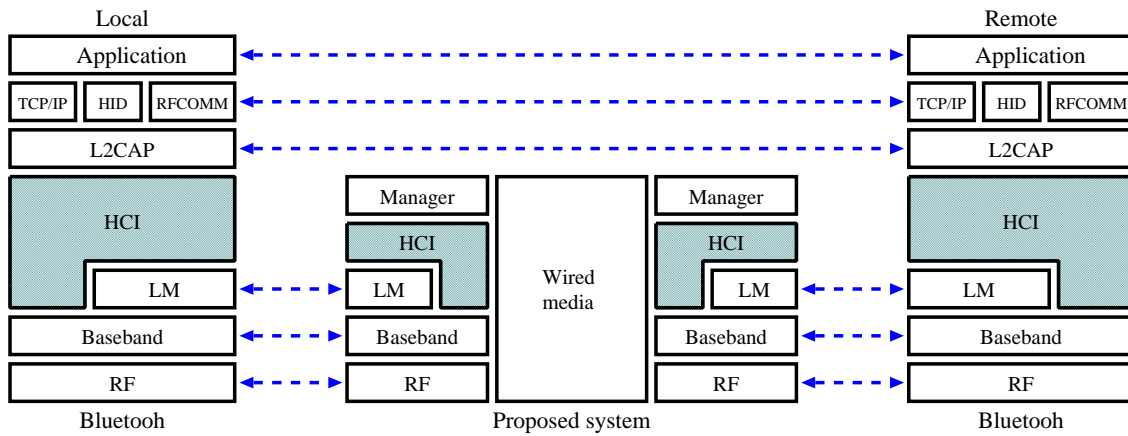 Local
Remote
Application
Application
TCP/IP
HID
RFCOMM
TCP/IP
HID
RFCOMM
L2CAP
L2CAP
HCI
Manager
Manager
HCI
HCI
HCI
Wired
media
LM
LM
LM
LM
Baseband
Baseband
Baseband
Baseband
RF
RF
RF
RF
Bluetooh
Proposed system
Bluetooh